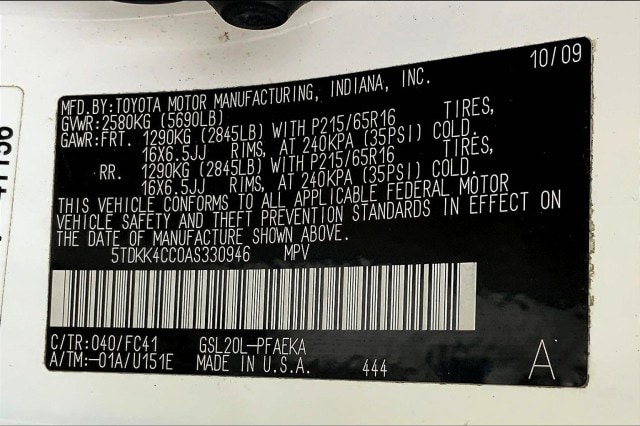 10/09
MFD.BY:TOYOTA MOTOR MANUFACTURING, INDIANA, INC.
GVWR:2580KG (5690LB)
GAWR:FRT. 1290KG (2845LB) WITH P215/65R16 TIRES,
16X6.5JJ RIMS, AT 240KPA (35PSI) COLD.
RR. 1290KG (2845LB) WITH P215/65R16 TIRES,
16X6.5JJ RIMS, AT 240KPA (35PSI) COLD.
THIS VEHICLE CONFORMS TO ALL APPLICABLE FEDERAL MOTOR
VEHICLE SAFETY AND THEFT PREVENTION STANDARDS IN EFFECT ON
THE DATE OF MANUFACTURE SHOWN ABOVE.
5TDKK4CC0AS330946 MPV
C/TR:040/FC41 GSL20L-PFAEKA
A/TM:-01A/U151E MADE IN U.S.A. 444 A